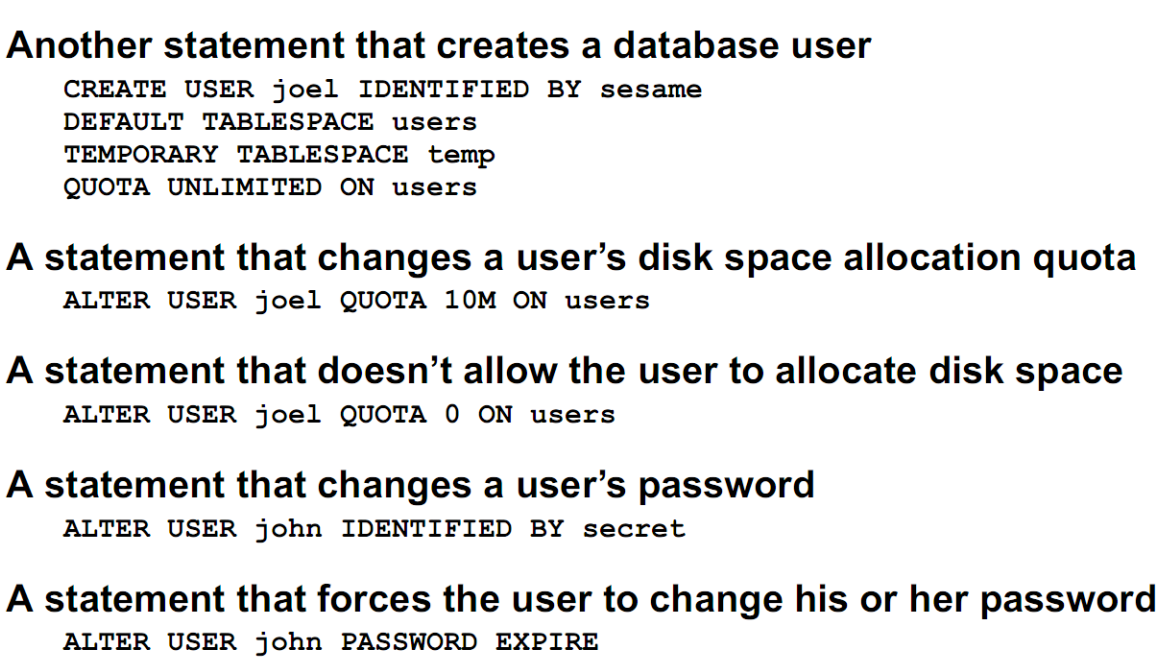 Another statement that creates a database user
CREATE USER joel IDENTIFIED BY sesame
DEFAULT TABLESPACE users
TEMPORARY TABLESPACE temp
QUOTA UNLIMITED ON users
A statement that changes a user’s disk space allocation quota
ALTER USER joel QUOTA 10M ON users
A statement that doesn’t allow the user to allocate disk space
ALTER USER joel QUOTA 0 ON users
A statement that changes a user’s password
ALTER USER john IDENTIFIED BY secret
A statement that forces the user to change his or her password
ALTER USER john PASSWORD EXPIRE